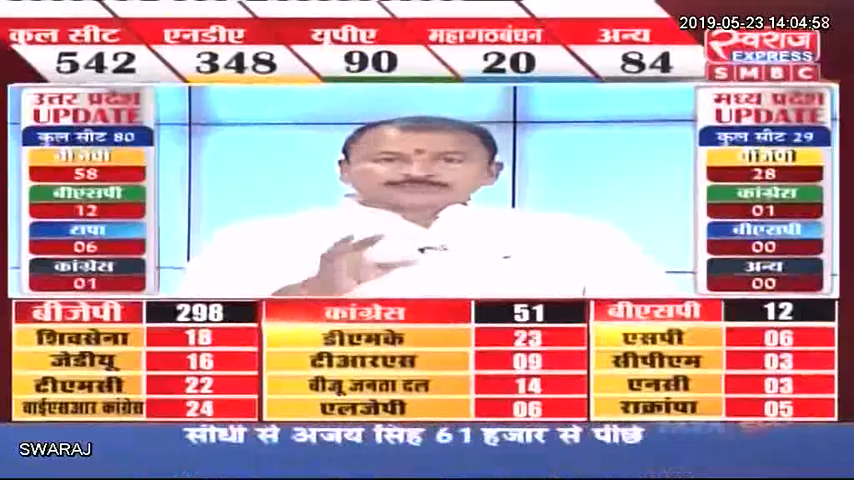 2019-05-23 14:04:58
कुल सीट एनडीए यूपीए महागठबंधन अन्य
542 348 90 20 84
स्वराज
EXPRESS
SMBC
उत्तर प्रदेश
UPDATE
कुल सीट 80
बीजेपी
58
बीएसपी
12
सपा
06
कांग्रेस
01
मध्य प्रदेश
UPDATE
कुल सीट 29
बीजेपी
28
कांग्रेस
01
बीएसपी
00
अन्य
00
बीजेपी 298 कांग्रेस 51 बीएसपी 12
शिवसेना 18 डीएमके 23 एसपी 06
जेडीयू 16 टीआरएस 09 सीपीएम 03
टीएमसी 22 बीजू जनता दल 14 एनसी 03
वाईएसआर कांग्रेस 24 एलजेपी 06 राकांपा 05
सीधी से अजय सिंह 61 हजार से पीछे
SWARAJ